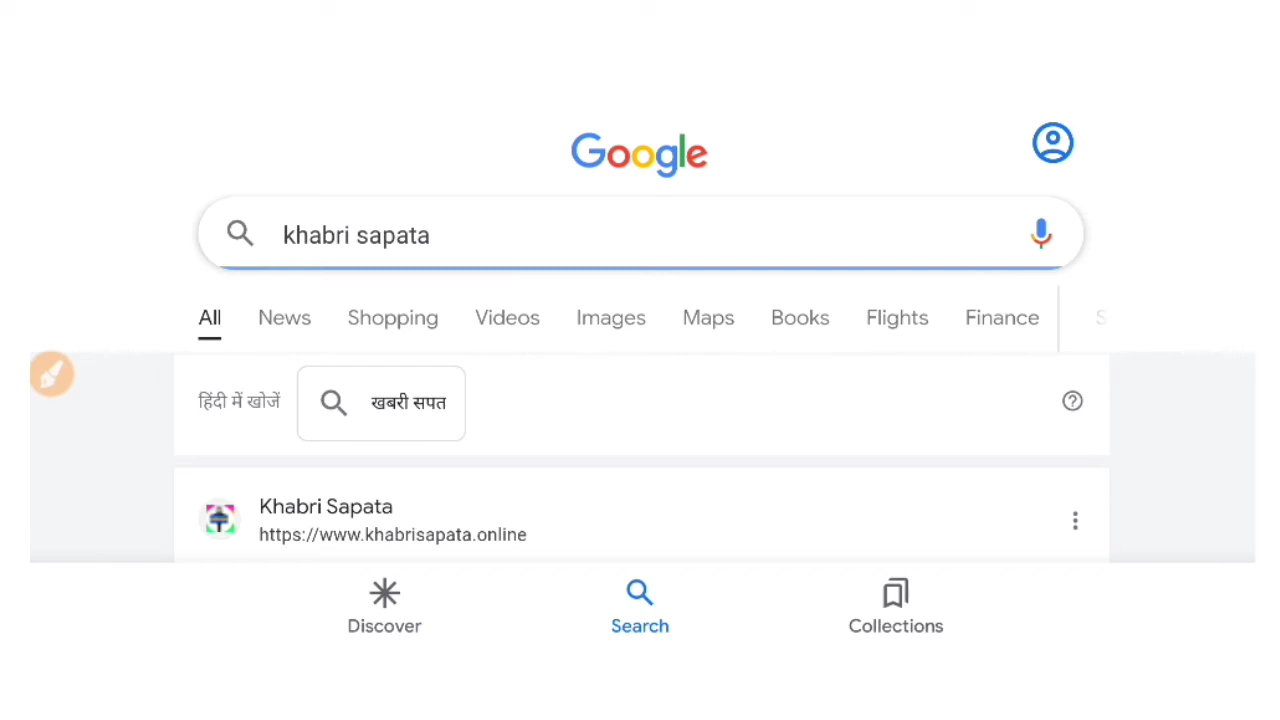 Google
khabri sapata
All News Shopping Videos Images Maps Books Flights Finance S
हिंदी में खोजें खबरी सपत
Khabri Sapata
https://www.khabrisapata.online
Discover Search Collections